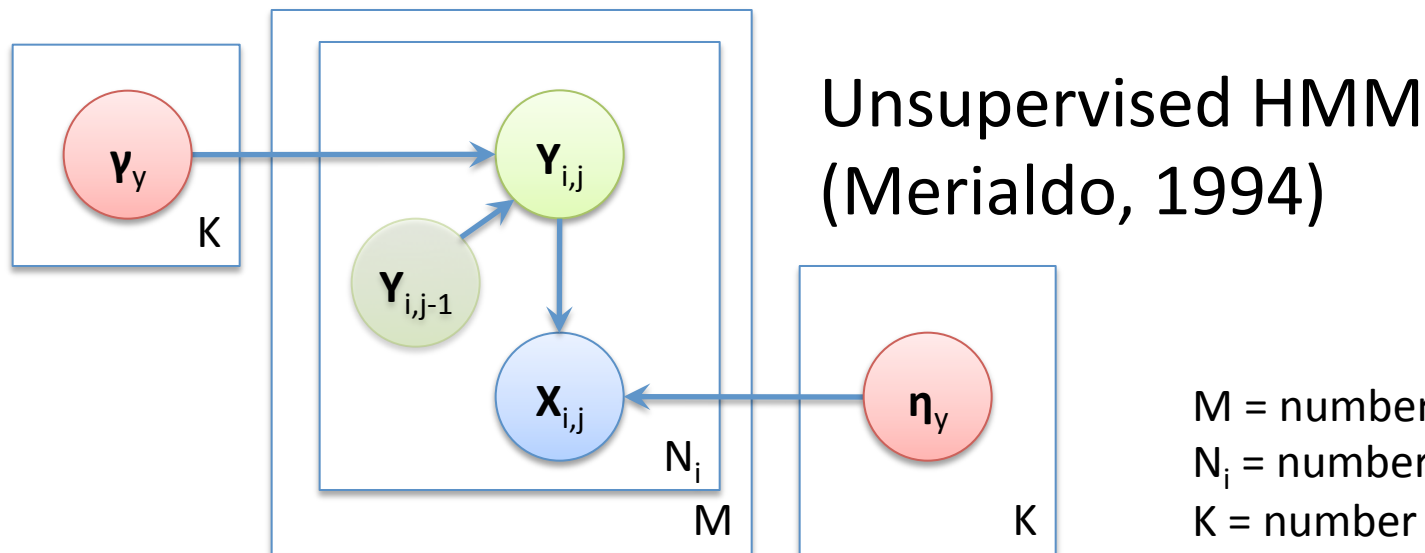 Unsupervised HMM
(Merialdo, 1994)
γy
K
Yi,j
Yi,j-1
Xi,j
Ni
M
ηy
K
M = number
Ni = number
K = number